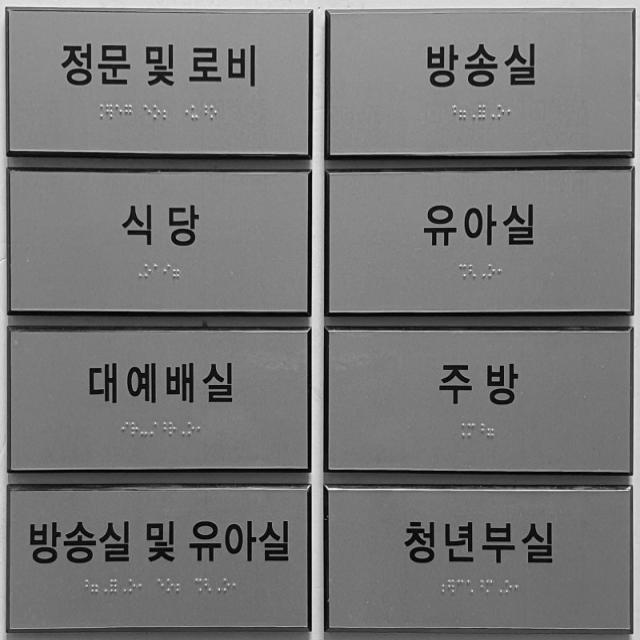 정문 및 로비
방송실
식당
유아실
대예배실
주방
방송실 및 유아실
청년부실